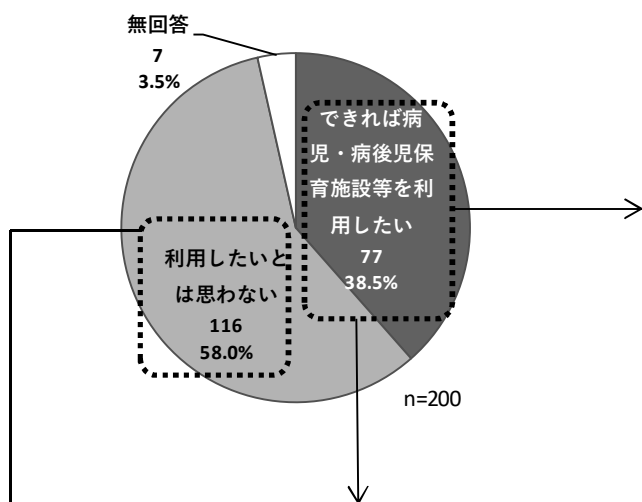 無回答
7
3.5%
できれば病
児・病後児保
育施設等を利
用したい
77
38.5%
利用したいと
は思わない
116
58.0%
n=200